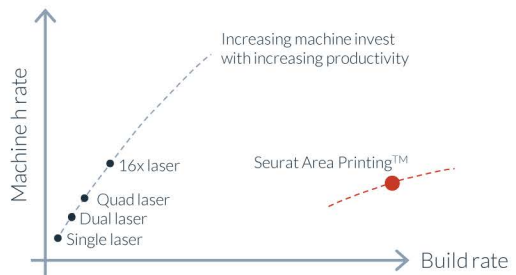 Increasing machine invest
with increasing productivity
Machine h rate
16x laser
Seurat Area Printing™
Quad laser
Dual laser
Single laser
Build rate